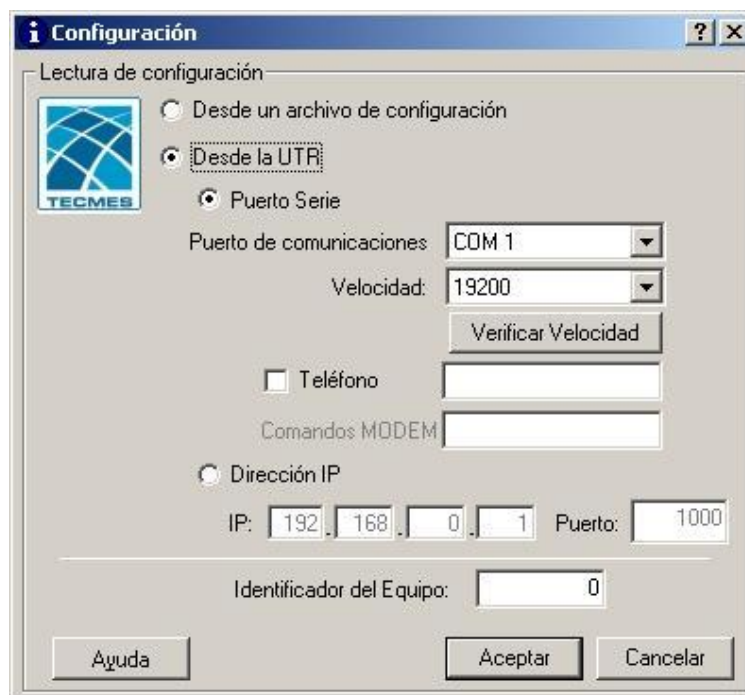 Configuración
Lectura de configuración
TECMES
Desde un archivo de configuración
Desde la UTR
Puerto Serie
Puerto de comunicaciones COM 1
Velocidad: 19200
Verificar Velocidad
Teléfono
Comandos MODEM
Dirección IP
IP: 192 . 168 . 0 . 1 Puerto: 1000
Identificador del Equipo: 0
Ayuda Aceptar Cancelar